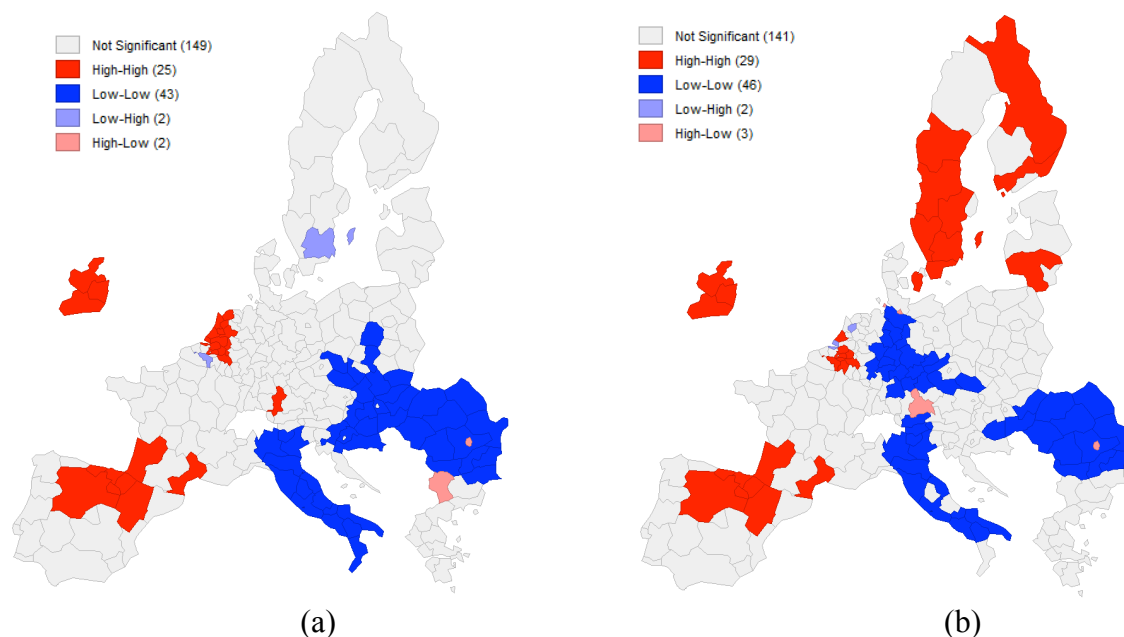 Not Significant (149)
High-High (25)
Low-Low (43)
Low-High (2)
High-Low (2)
Not Significant (141)
High-High (29)
Low-Low (46)
Low-High (2)
High-Low (3)
(a)
(b)